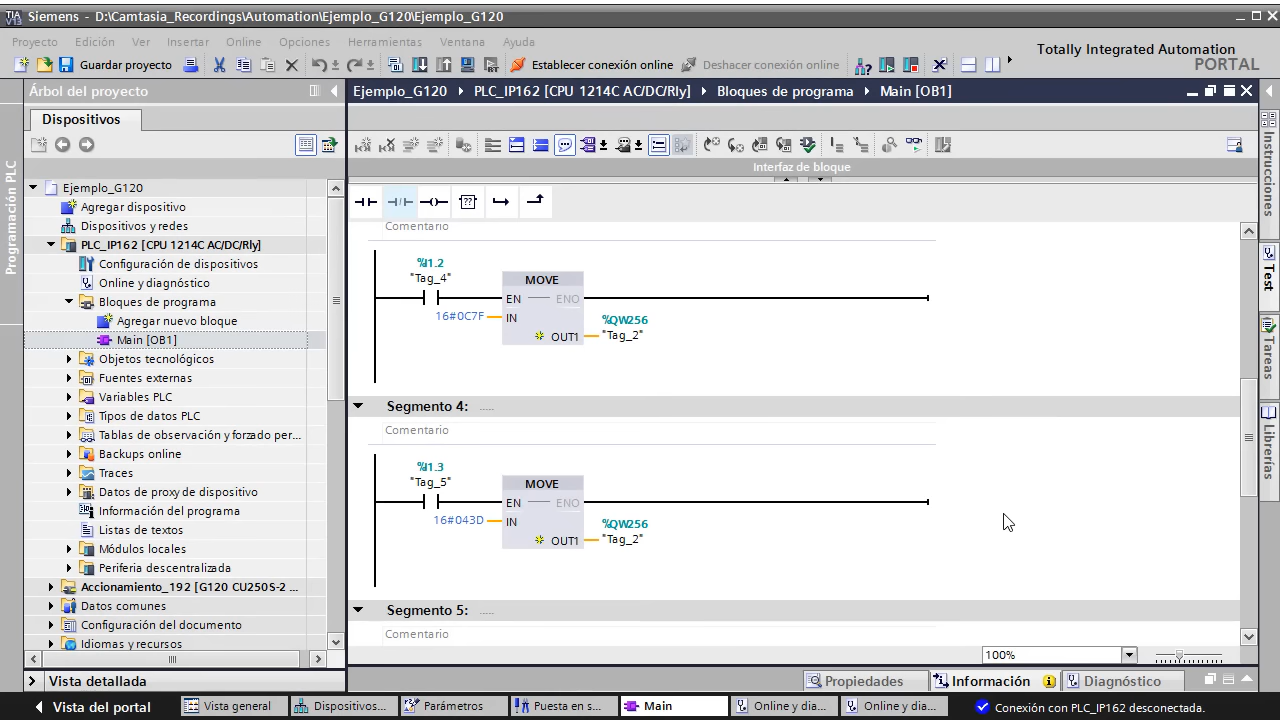 TIA
V13
Siemens - D:\Camtasia_Recordings\Automation\Ejemplo_G120\Ejemplo_G120
Proyecto Edición Ver Insertar Online Opciones Herramientas Ventana Ayuda
Totally Integrated Automation
PORTAL
Guardar proyecto
Establecer conexión online
Deshacer conexión online
Árbol del proyecto
Ejemplo_G120 PLC_IP162 [CPU 1214C AC/DC/Rly] Bloques de programa Main [OB1]
Dispositivos
Programación PLC
Interfaz de bloque
Ejemplo_G120
Agregar dispositivo
Dispositivos y redes
PLC_IP162 [CPU 1214C AC/DC/Rly]
Configuración de dispositivos
Online y diagnóstico
Bloques de programa
Agregar nuevo bloque
Main [OB1]
Objetos tecnológicos
Fuentes externas
Variables PLC
Tipos de datos PLC
Tablas de observación y forzado per...
Backups online
Traces
Datos de proxy de dispositivo
Información del programa
Listas de textos
Módulos locales
Periferia descentralizada
Accionamiento_192 [G120 CU250S-2 ...
Datos comunes
Configuración del documento
Idiomas y recursos
Vista detallada
??
Comentario
%I1.2
"Tag_4"
MOVE
EN ENO
16#0C7F IN
%QW256
OUT1 "Tag_2"
Segmento 4: .....
Comentario
%I1.3
"Tag_5"
MOVE
EN ENO
16#043D IN
%QW256
OUT1 "Tag_2"
Segmento 5: .....
Comentario
100%
Instrucciones
Test
Tareas
Librerías
Propiedades Información Diagnóstico
Vista del portal
Vista general
Dispositivos...
Parámetros
Puesta en s...
Main
Online y dia...
Online y dia...
Conexión con PLC_IP162 desconectada.